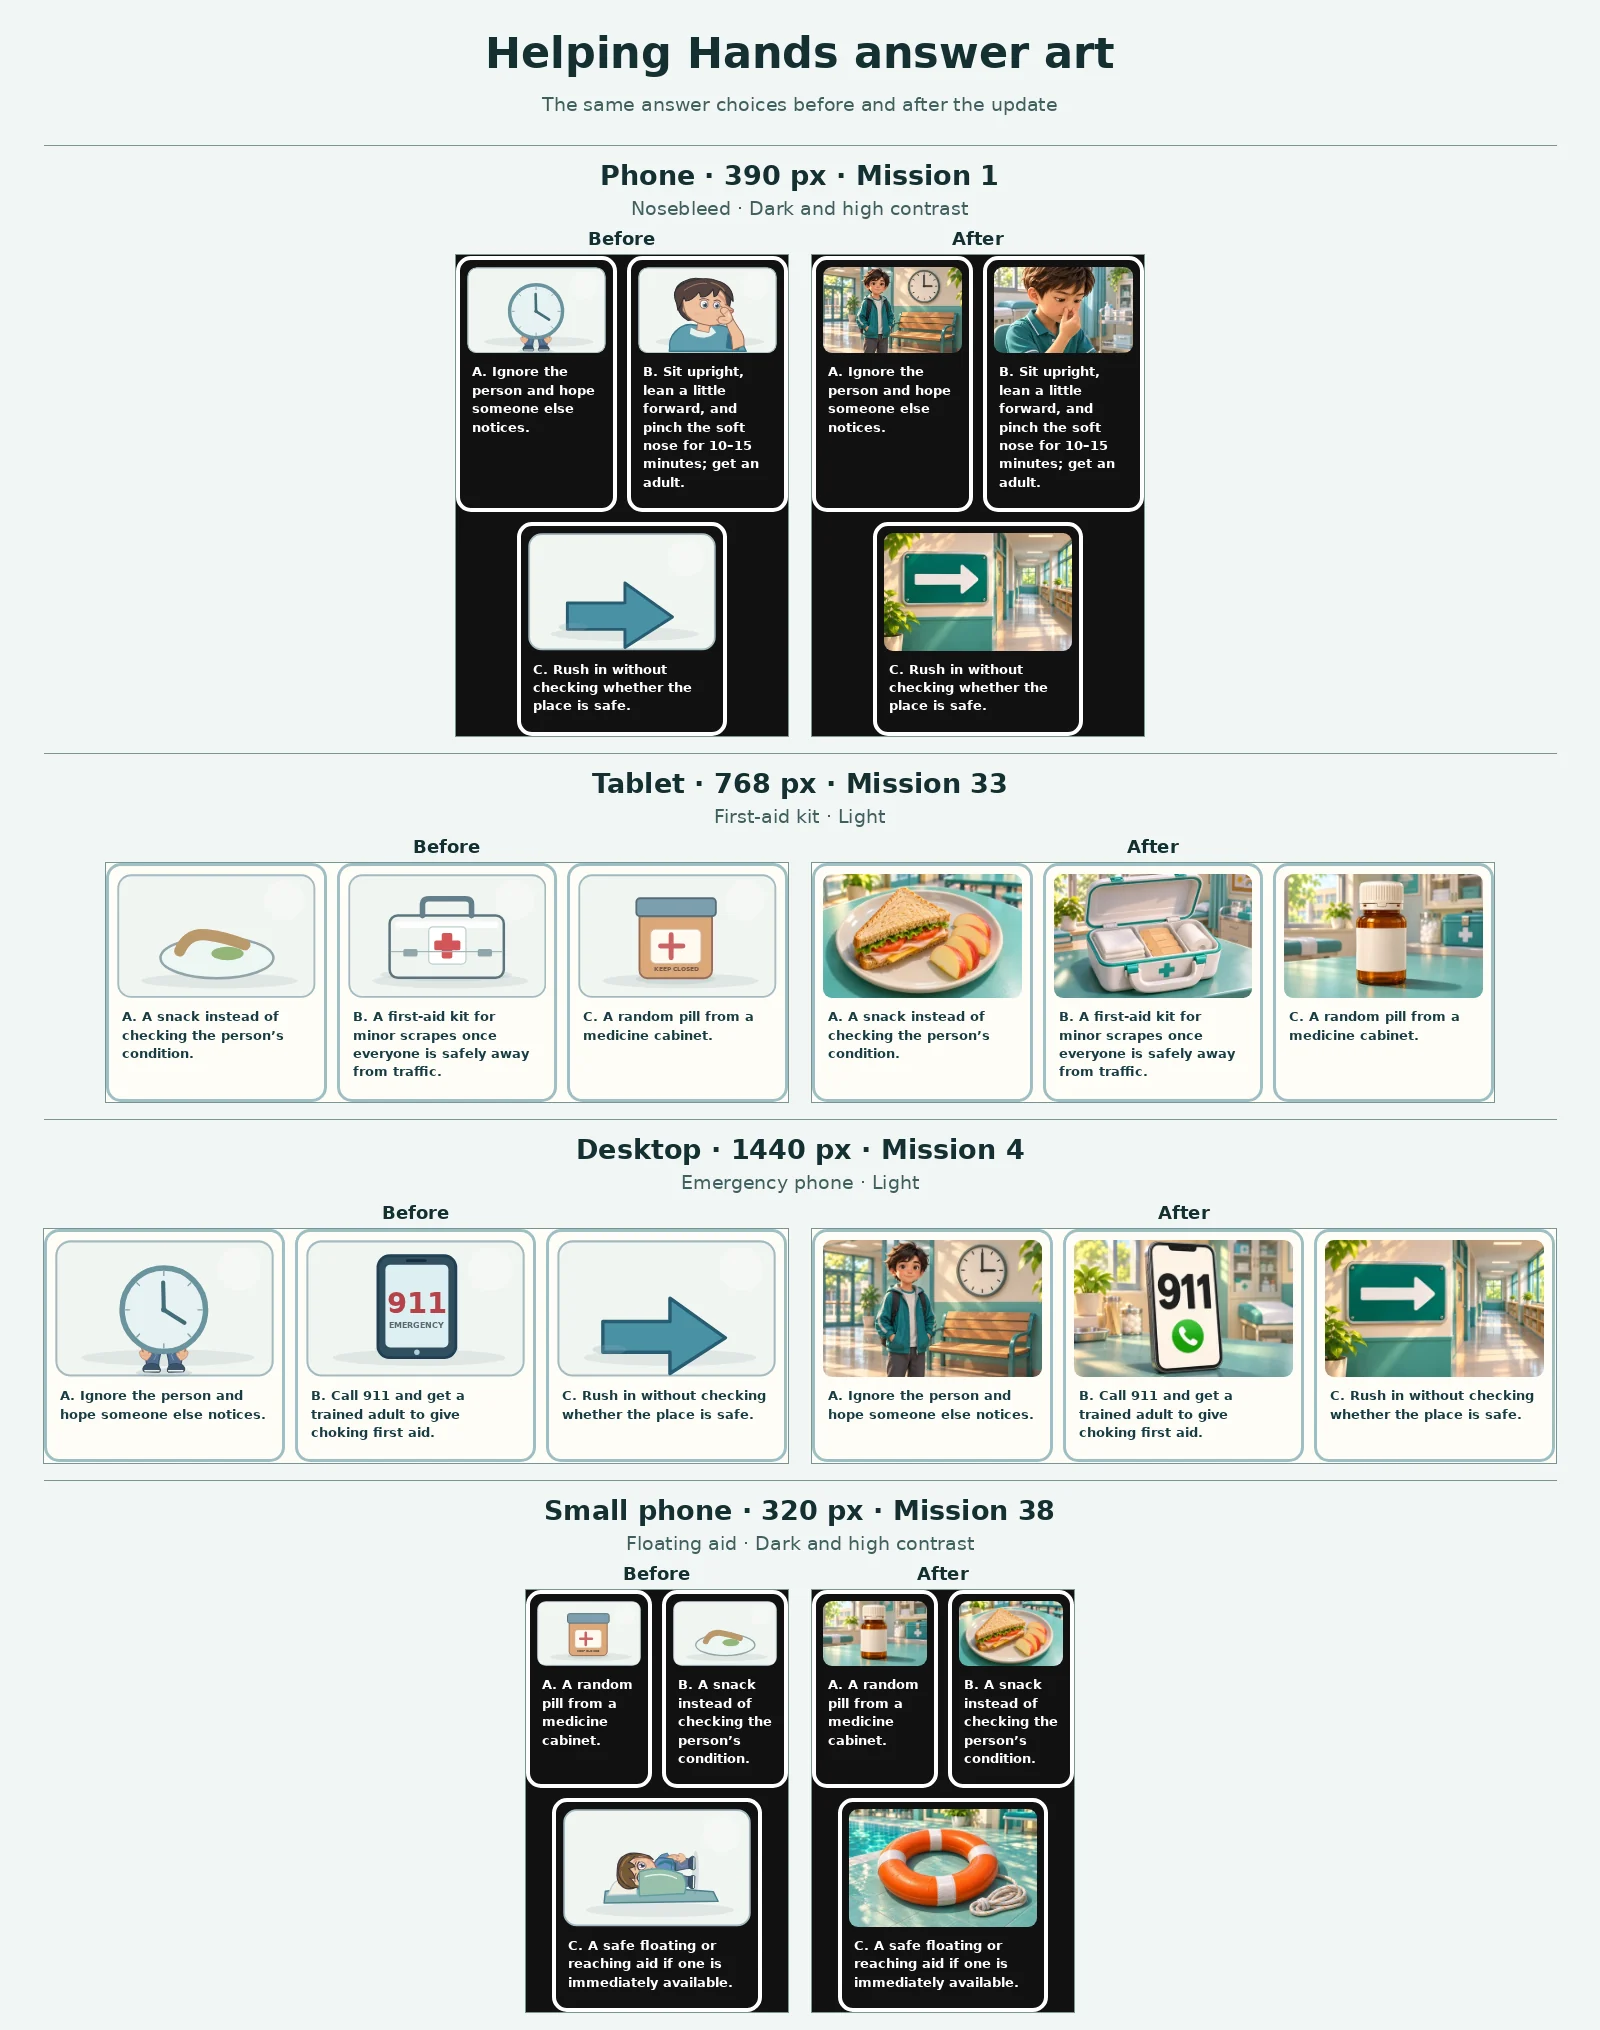 Helping Hands answer art
The same answer choices before and after the update
Phone · 390 px · Mission 1
Nosebleed · Dark and high contrast
Before
A. Ignore the
person and hope
someone else
notices.
B. Sit upright,
lean a little
forward, and
pinch the soft
nose for 10–15
minutes; get an
adult.
C. Rush in without
checking whether the
place is safe.
After
A. Ignore the
person and hope
someone else
notices.
B. Sit upright,
lean a little
forward, and
pinch the soft
nose for 10–15
minutes; get an
adult.
C. Rush in without
checking whether the
place is safe.
Tablet · 768 px · Mission 33
First-aid kit · Light
Before
A. A snack instead of
checking the person’s
condition.
B. A first-aid kit for
minor scrapes once
everyone is safely away
from traffic.
KEEP CLOSED
C. A random pill from a
medicine cabinet.
After
A. A snack instead of
checking the person’s
condition.
B. A first-aid kit for
minor scrapes once
everyone is safely away
from traffic.
C. A random pill from a
medicine cabinet.
Desktop · 1440 px · Mission 4
Emergency phone · Light
Before
A. Ignore the person and
hope someone else notices.
911
EMERGENCY
B. Call 911 and get a
trained adult to give
choking first aid.
C. Rush in without checking
whether the place is safe.
After
A. Ignore the person and
hope someone else notices.
911
B. Call 911 and get a
trained adult to give
choking first aid.
C. Rush in without checking
whether the place is safe.
Small phone · 320 px · Mission 38
Floating aid · Dark and high contrast
Before
A. A random
pill from a
medicine
cabinet.
B. A snack
instead of
checking the
person’s
condition.
C. A safe floating or
reaching aid if one is
immediately available.
After
A. A random
pill from a
medicine
cabinet.
B. A snack
instead of
checking the
person’s
condition.
C. A safe floating or
reaching aid if one is
immediately available.